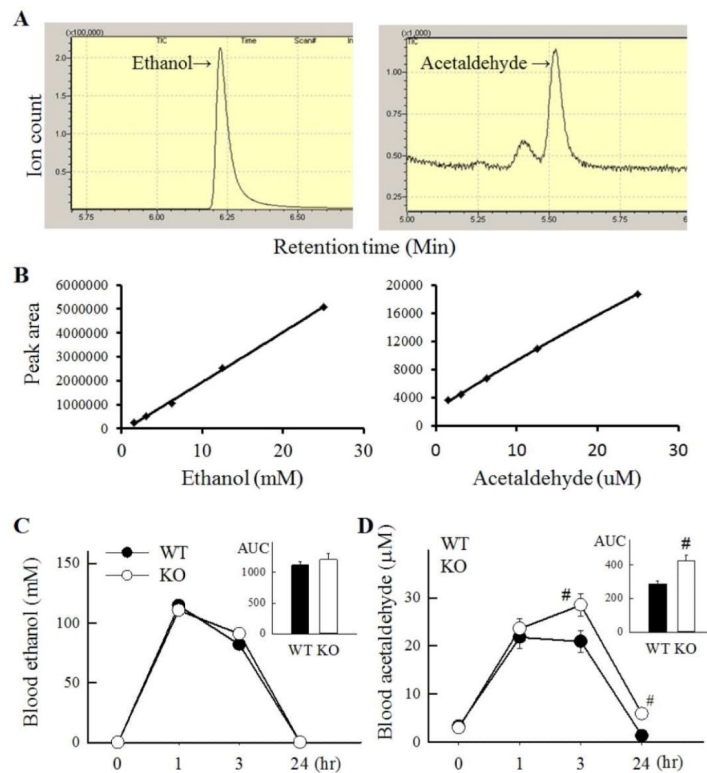 A
(x100,000)
TIC Time Scan# In
Ethanol→
2.0
1.5
1.0
0.5
5.75 6.00 6.25 6.50
(x1,000)
TIC
Acetaldehyde→
1.00
0.75
0.50
0.25
5.00 5.25 5.50 5.75 6
Ion count
Retention time (Min)
B
Peak area
6000000
5000000
4000000
3000000
2000000
1000000
0
0 10 20 30
Ethanol (mM)
20000
16000
12000
8000
4000
0
0 10 20 30
Acetaldehyde (uM)
C
WT
KO
Blood ethanol (mM)
150
100
50
0
0 1 3 24 (hr)
AUC
1000
500
0
WT KO
D
WT
KO
Blood acetaldehyde (μM)
30
20
10
0
0 1 3 24 (hr)
#
#
AUC
#
400
200
0
WT KO